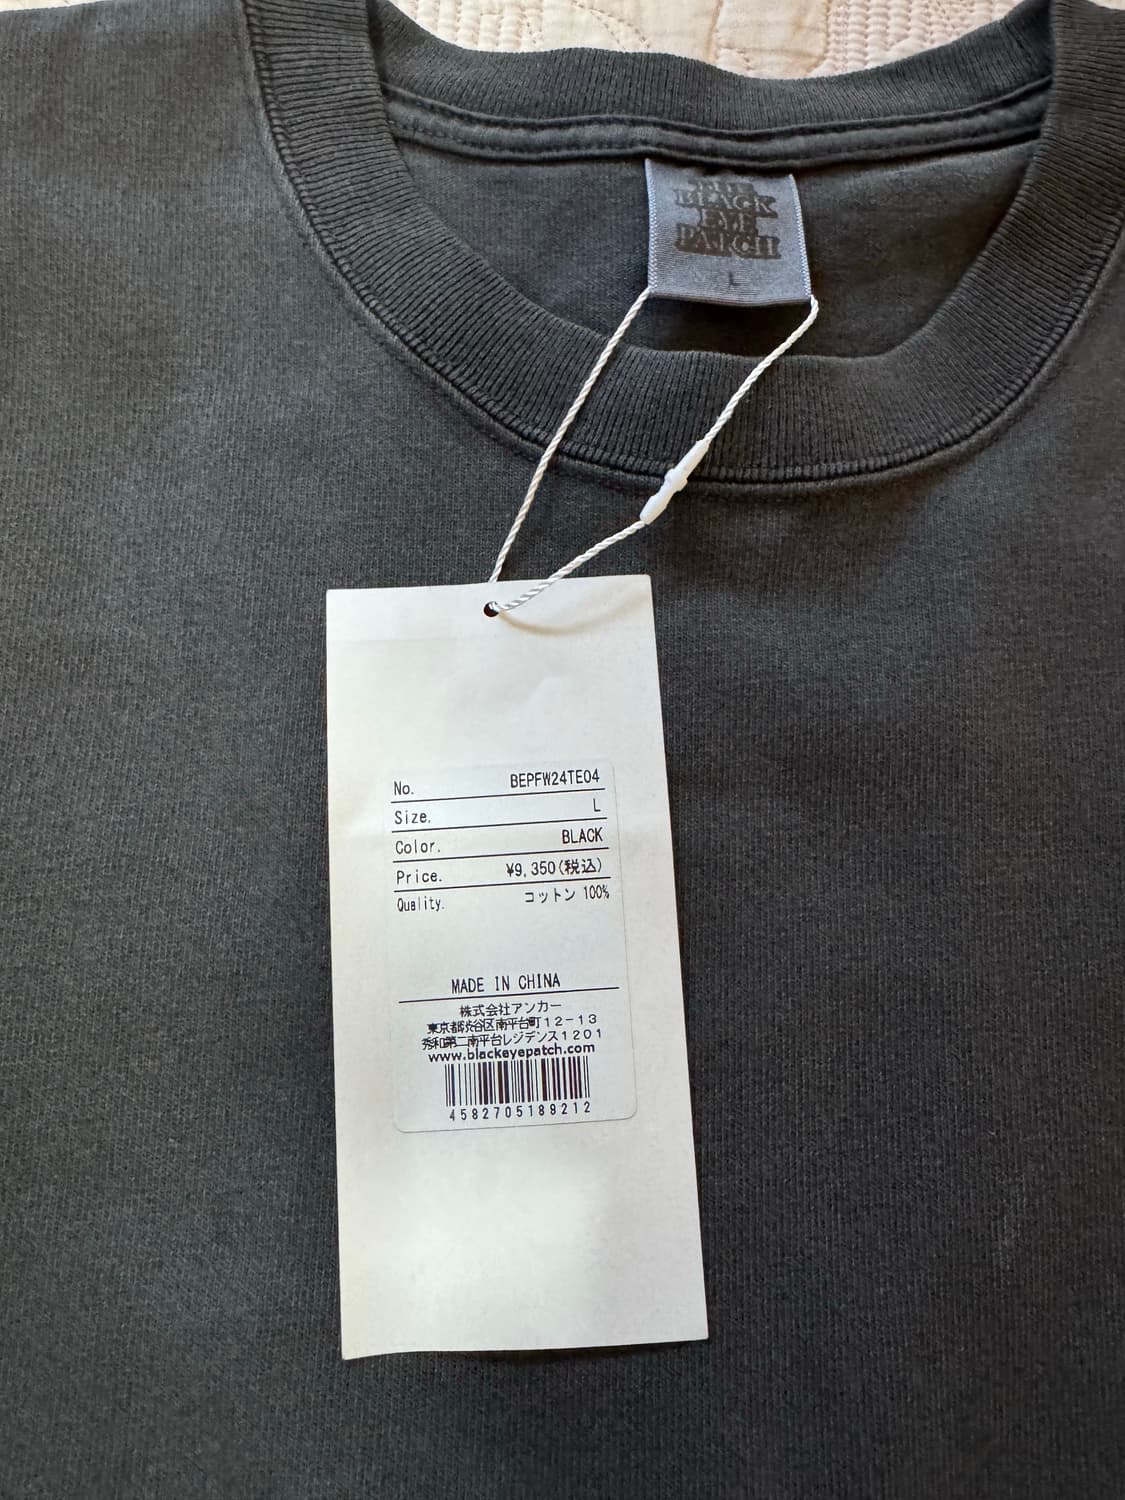 THE
BLACK
EYE
PATCH
L
No. BEPFW24TE04
Size. L
Color. BLACK
Price. ¥9,350(税込)
Quality. コットン 100%
MADE IN CHINA
株式会社アンカー
東京都渋谷区南平台町12-13
秀和第二南平台レジデンス1201
www.blackeyepatch.com
4582705189212